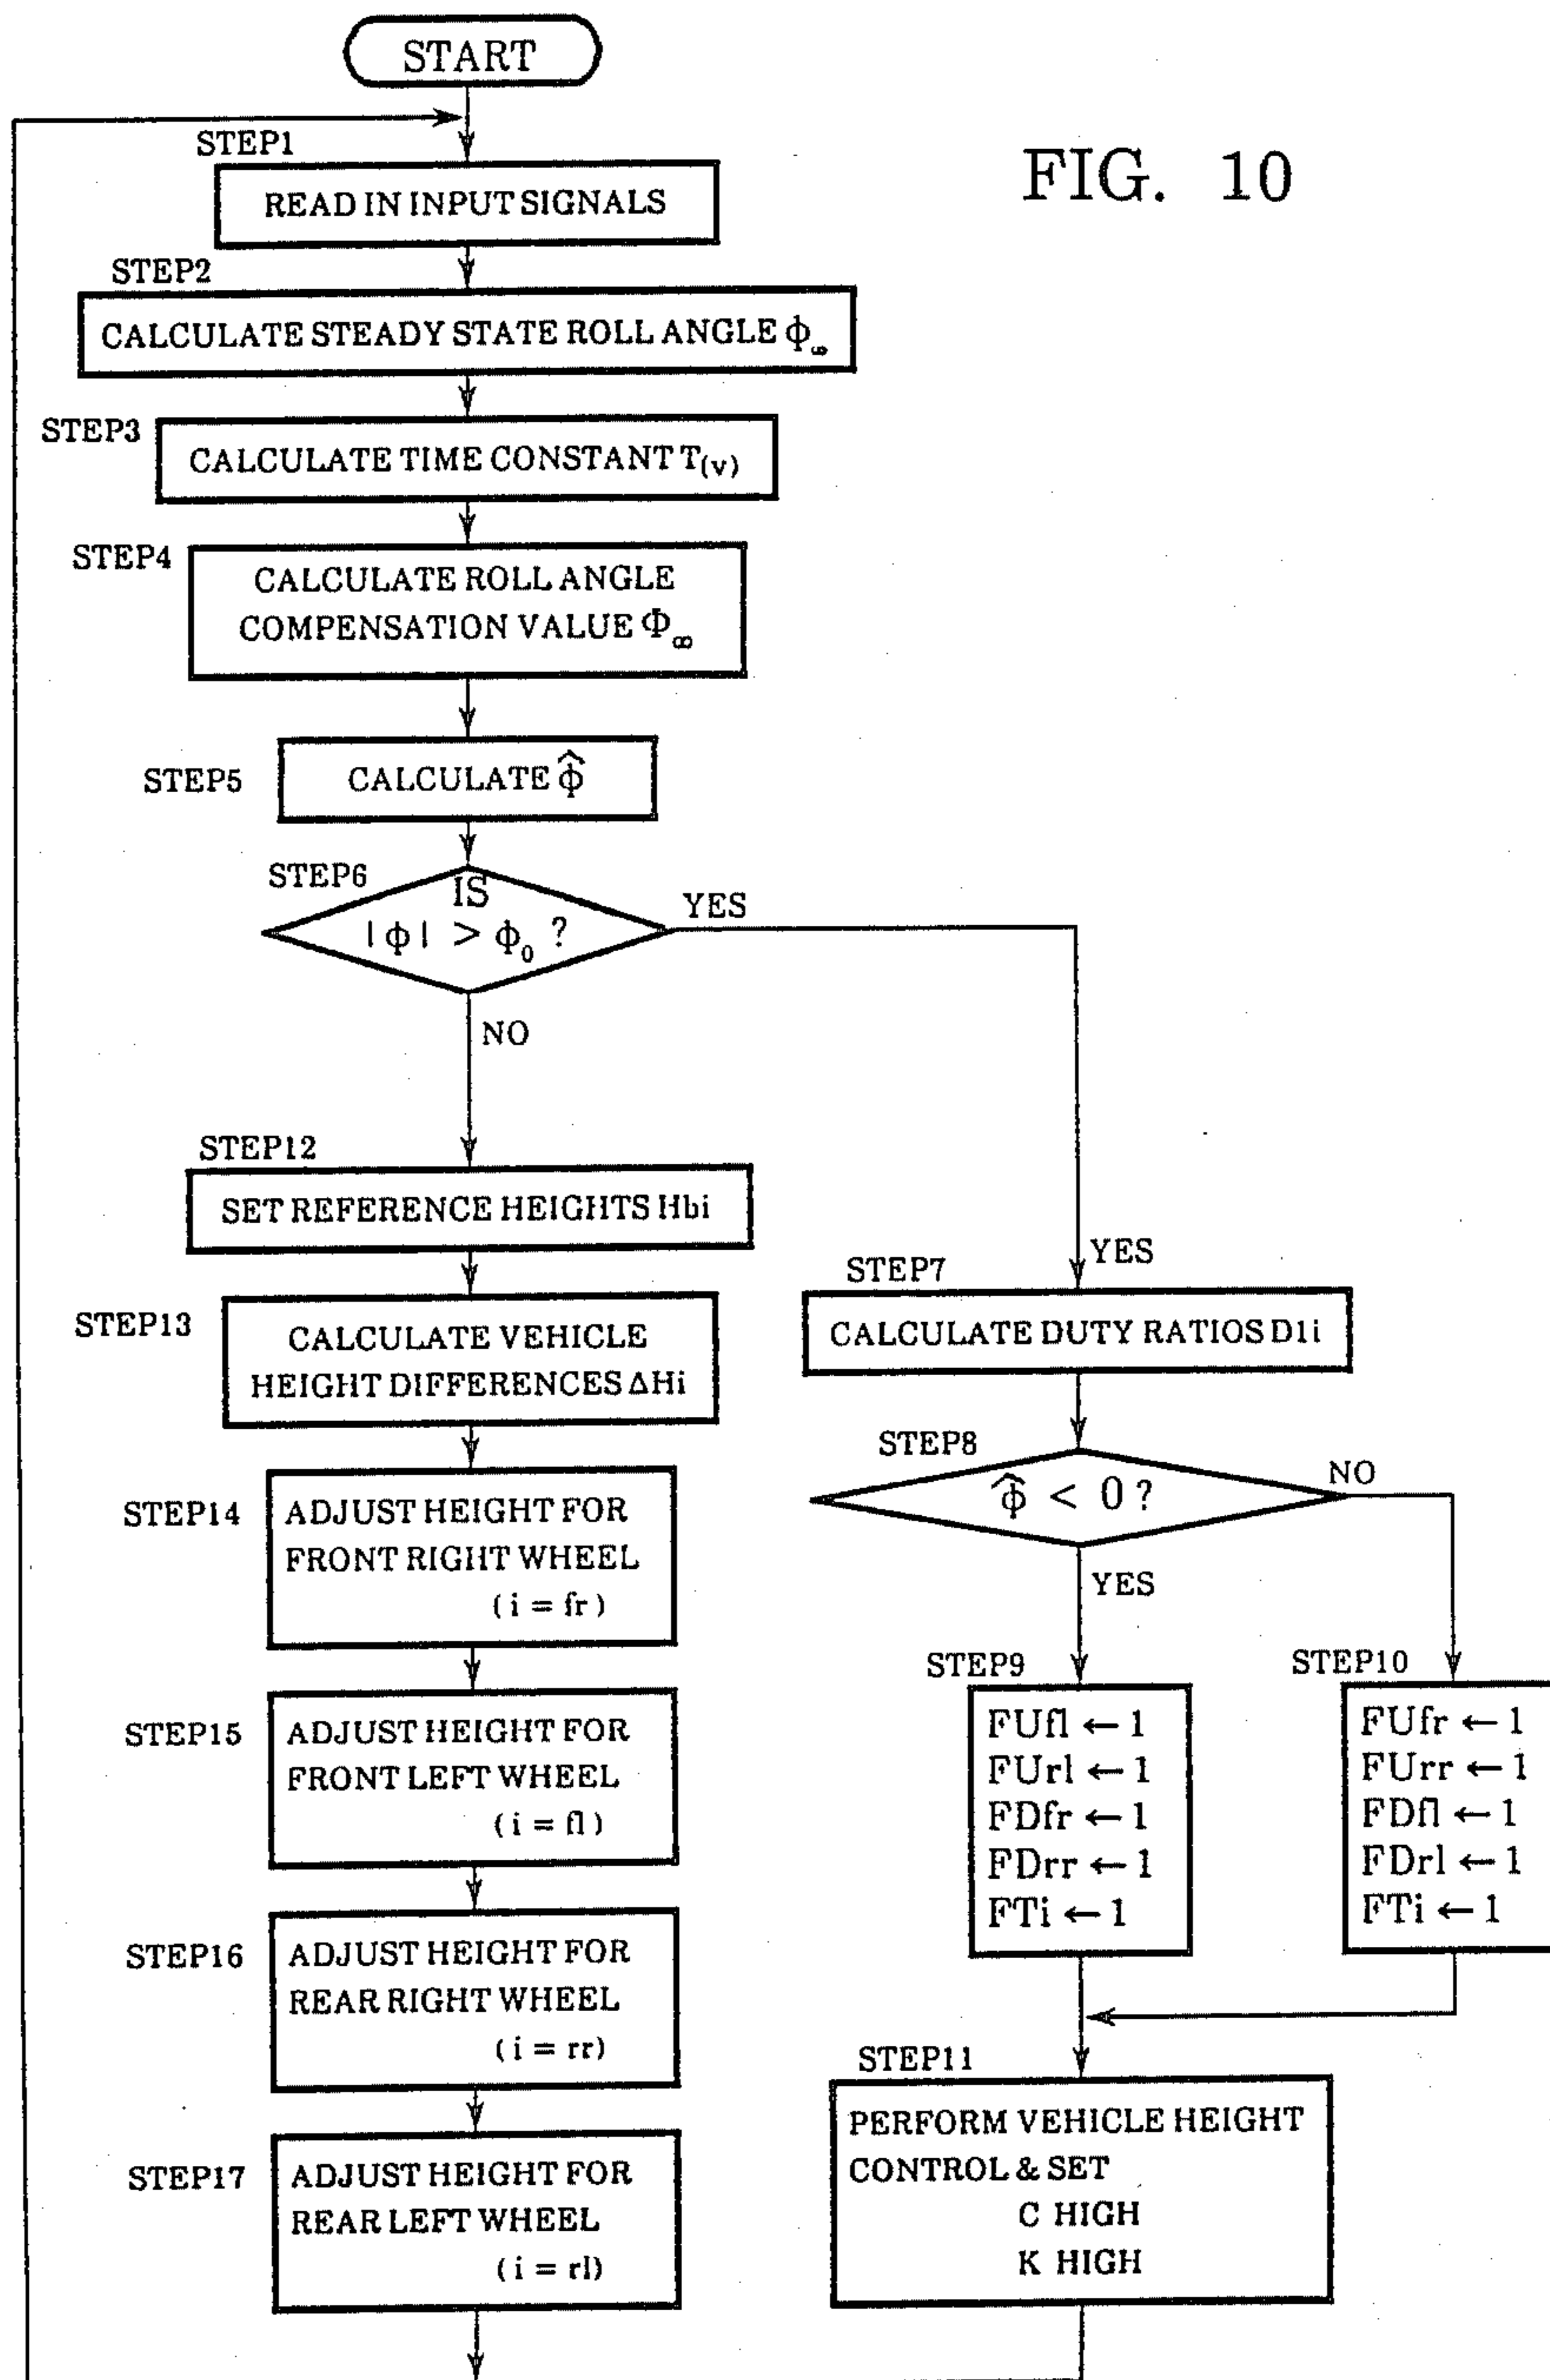 START
FIG. 10
STEP1
READ IN INPUT SIGNALS
STEP2
CALCULATE STEADY STATE ROLL ANGLE ϕ∞
STEP3
CALCULATE TIME CONSTANT T(v)
STEP4
CALCULATE ROLL ANGLE
COMPENSATION VALUE Φ∞
STEP5
CALCULATE ϕ̂
STEP6
IS
|ϕ| > ϕ₀ ?
YES
NO
STEP12
SET REFERENCE HEIGHTS Hbi
STEP13
CALCULATE VEHICLE
HEIGHT DIFFERENCES ΔHi
STEP14
ADJUST HEIGHT FOR
FRONT RIGHT WHEEL
(i = fr)
STEP15
ADJUST HEIGHT FOR
FRONT LEFT WHEEL
(i = fl)
STEP16
ADJUST HEIGHT FOR
REAR RIGHT WHEEL
(i = rr)
STEP17
ADJUST HEIGHT FOR
REAR LEFT WHEEL
(i = rl)
YES
STEP7
CALCULATE DUTY RATIOS D1i
STEP8
ϕ̂ < 0 ?
NO
YES
STEP9
FUfl ← 1
FUrl ← 1
FDfr ← 1
FDrr ← 1
FTi ← 1
STEP10
FUfr ← 1
FUrr ← 1
FDfl ← 1
FDrl ← 1
FTi ← 1
STEP11
PERFORM VEHICLE HEIGHT
CONTROL & SET
C HIGH
K HIGH